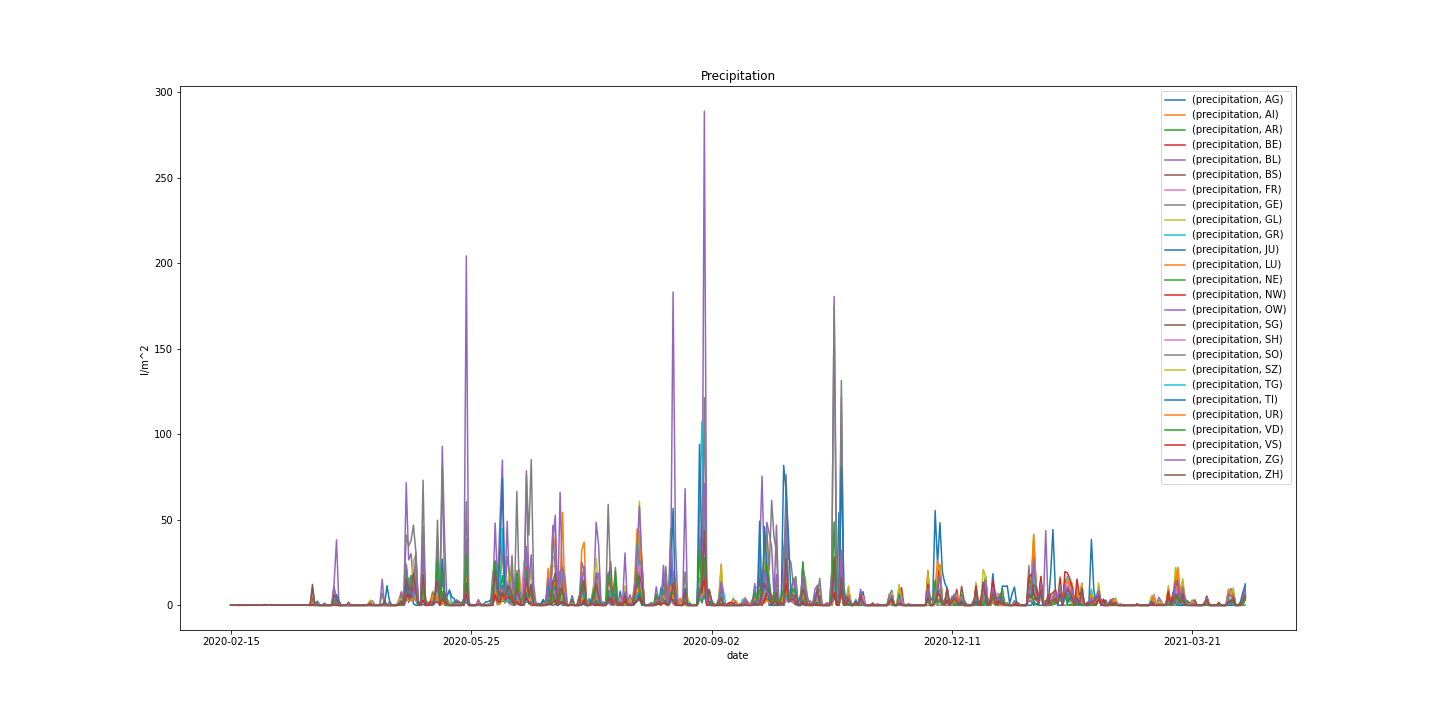 Precipitation
300
250
200
150
100
50
0
l/m^2
(precipitation, AG)
(precipitation, AI)
(precipitation, AR)
(precipitation, BE)
(precipitation, BL)
(precipitation, BS)
(precipitation, FR)
(precipitation, GE)
(precipitation, GL)
(precipitation, GR)
(precipitation, JU)
(precipitation, LU)
(precipitation, NE)
(precipitation, NW)
(precipitation, OW)
(precipitation, SG)
(precipitation, SH)
(precipitation, SO)
(precipitation, SZ)
(precipitation, TG)
(precipitation, TI)
(precipitation, UR)
(precipitation, VD)
(precipitation, VS)
(precipitation, ZG)
(precipitation, ZH)
2020-02-15 2020-05-25 2020-09-02 2020-12-11 2021-03-21
date